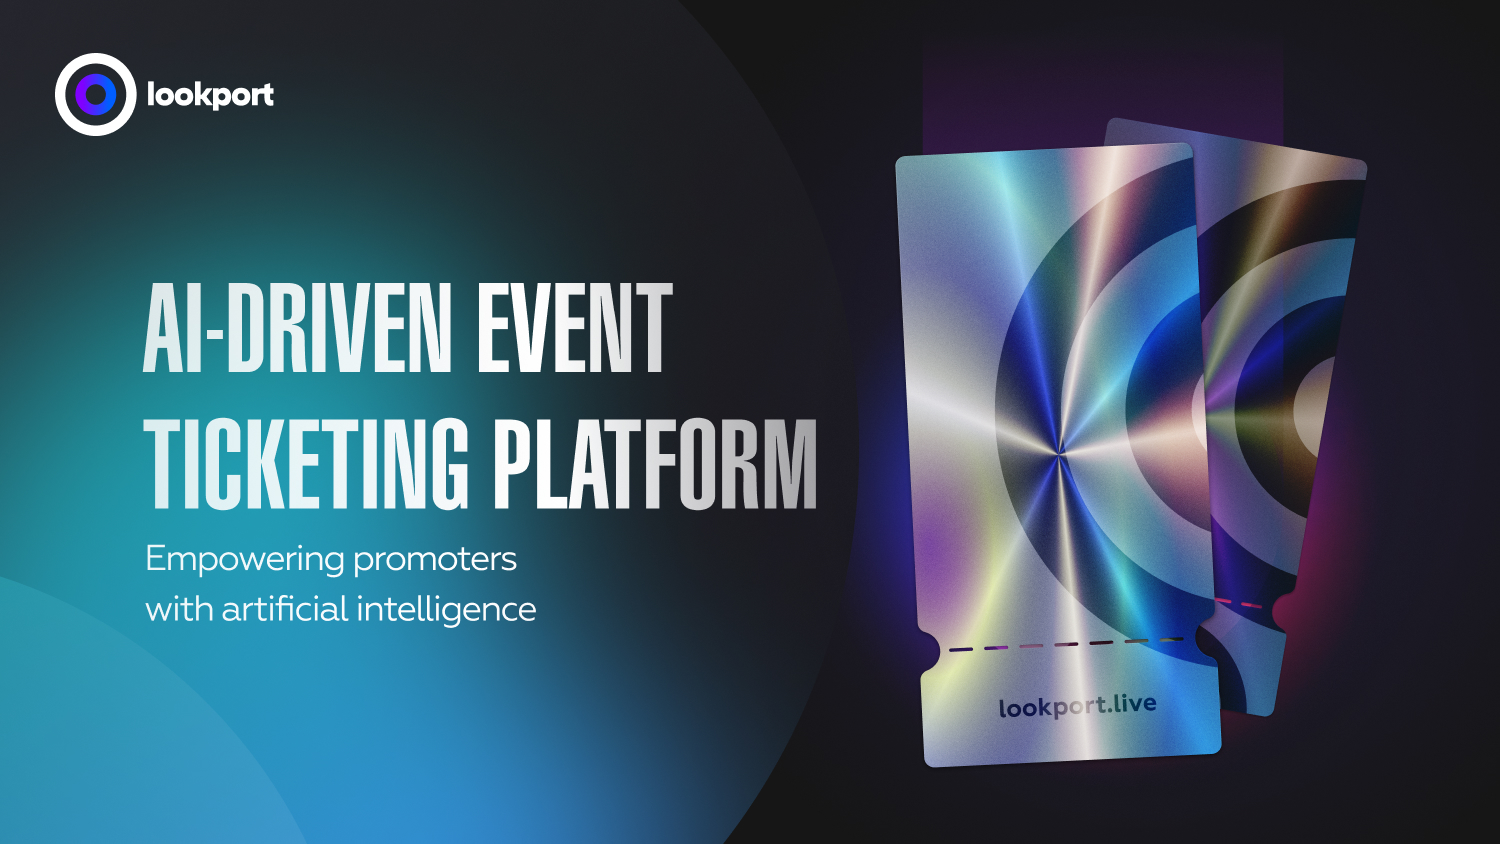 lookport
AI-DRIVEN EVENT
TICKETING PLATFORM
Empowering promoters
with artificial intelligence
lookport.live